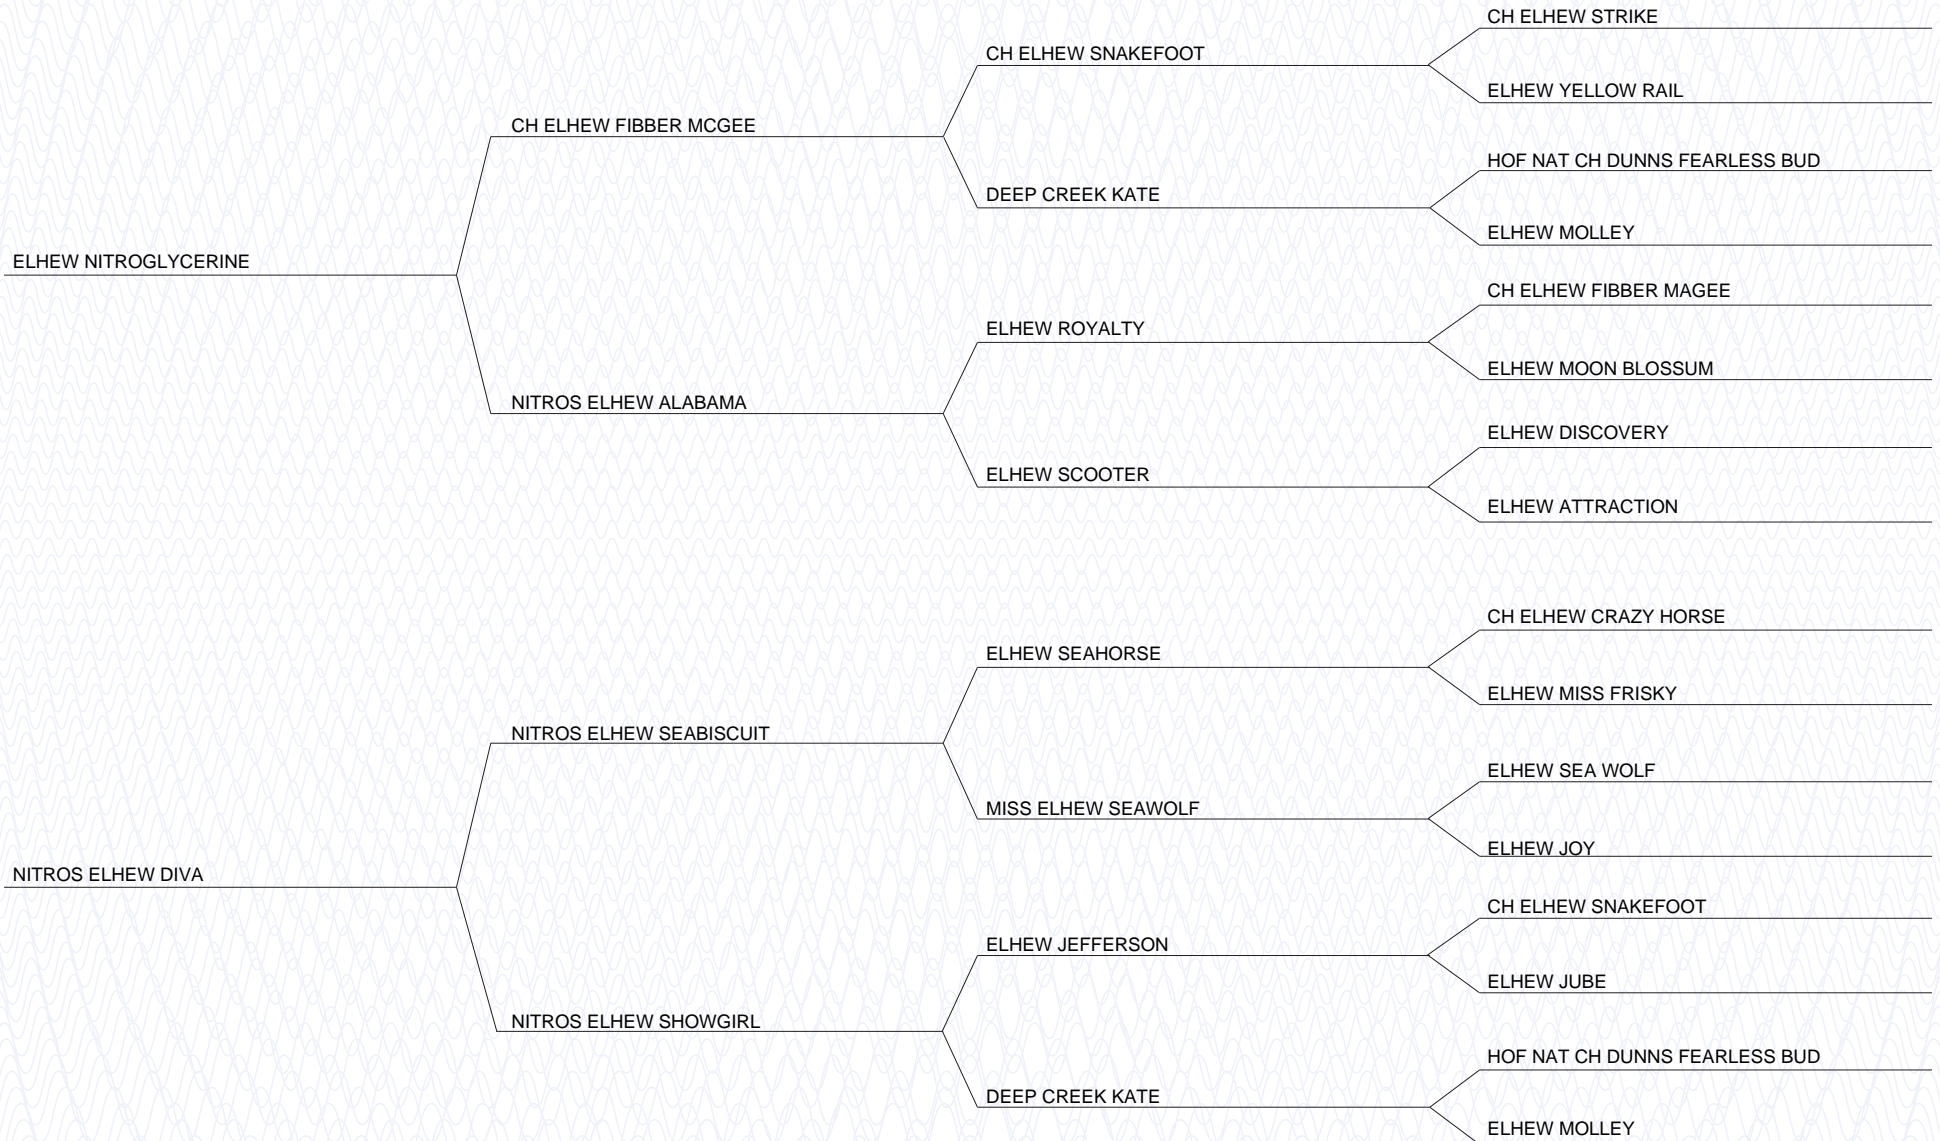 CH ELHEW STRIKE
CH ELHEW SNAKEFOOT
ELHEW YELLOW RAIL
CH ELHEW FIBBER MCGEE
HOF NAT CH DUNNS FEARLESS BUD
DEEP CREEK KATE
ELHEW MOLLEY
ELHEW NITROGLYCERINE
CH ELHEW FIBBER MAGEE
ELHEW ROYALTY
ELHEW MOON BLOSSUM
NITROS ELHEW ALABAMA
ELHEW DISCOVERY
ELHEW SCOOTER
ELHEW ATTRACTION
CH ELHEW CRAZY HORSE
ELHEW SEAHORSE
ELHEW MISS FRISKY
NITROS ELHEW SEABISCUIT
ELHEW SEA WOLF
MISS ELHEW SEAWOLF
ELHEW JOY
NITROS ELHEW DIVA
CH ELHEW SNAKEFOOT
ELHEW JEFFERSON
ELHEW JUBE
NITROS ELHEW SHOWGIRL
HOF NAT CH DUNNS FEARLESS BUD
DEEP CREEK KATE
ELHEW MOLLEY